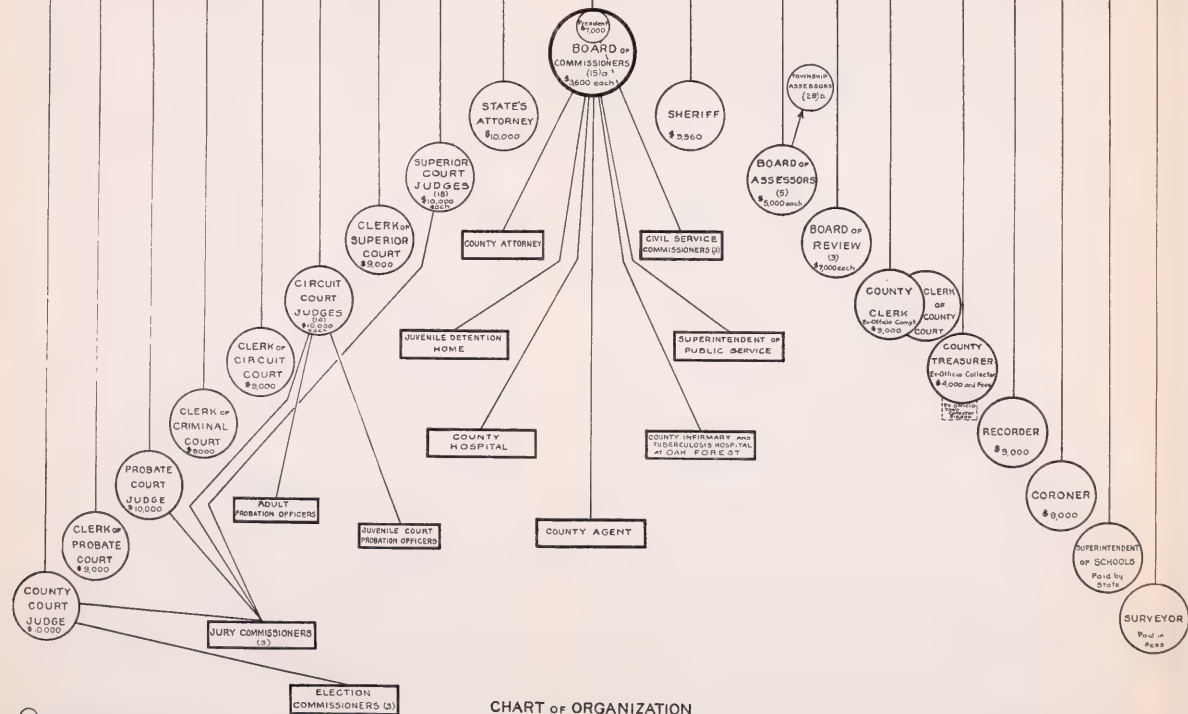 President
$7,000
BOARD OF
COMMISSIONERS
(15)a
$3,600 each
TOWNSHIP
ASSESSORS
(29)b
STATE'S
ATTORNEY
$10,000
SHERIFF
$9,960
SUPERIOR
COURT
JUDGES
(18)
$10,000
each
BOARD OF
ASSESSORS
(5)
$5,000 each
CLERK OF
SUPERIOR
COURT
$9,000
COUNTY ATTORNEY
CIVIL SERVICE
COMMISSIONERS (3)
BOARD OF
REVIEW
(3)
$7,000 each
CIRCUIT
COURT
JUDGES
$10,000
each
COUNTY
CLERK
Ex-Officio Compt.
$9,000
CLERK
OF
COUNTY
COURT
CLERK OF
CIRCUIT
COURT
$9,000
JUVENILE DETENTION
HOME
SUPERINTENDENT OF
PUBLIC SERVICE
COUNTY
TREASURER
Ex-Officio Collector
$4,000 and Fees
Town
Collector
CLERK OF
CRIMINAL
COURT
$9000
COUNTY
HOSPITAL
COUNTY INFIRMARY AND
TUBERCULOSIS HOSPITAL
AT OAK FOREST
RECORDER
$9,000
PROBATE
COURT
JUDGE
$10,000
ADULT
PROBATION OFFICERS
JUVENILE COURT
PROBATION OFFICERS
COUNTY AGENT
CORONER
$9,000
CLERK OF
PROBATE
COURT
$9,000
SUPERINTENDENT
OF SCHOOLS
Paid by
State
COUNTY
COURT
JUDGE
$10000
JURY COMMISSIONERS
(3)
SURVEYOR
Paid in
Fees
ELECTION
COMMISSIONERS (3)
CHART OF ORGANIZATION